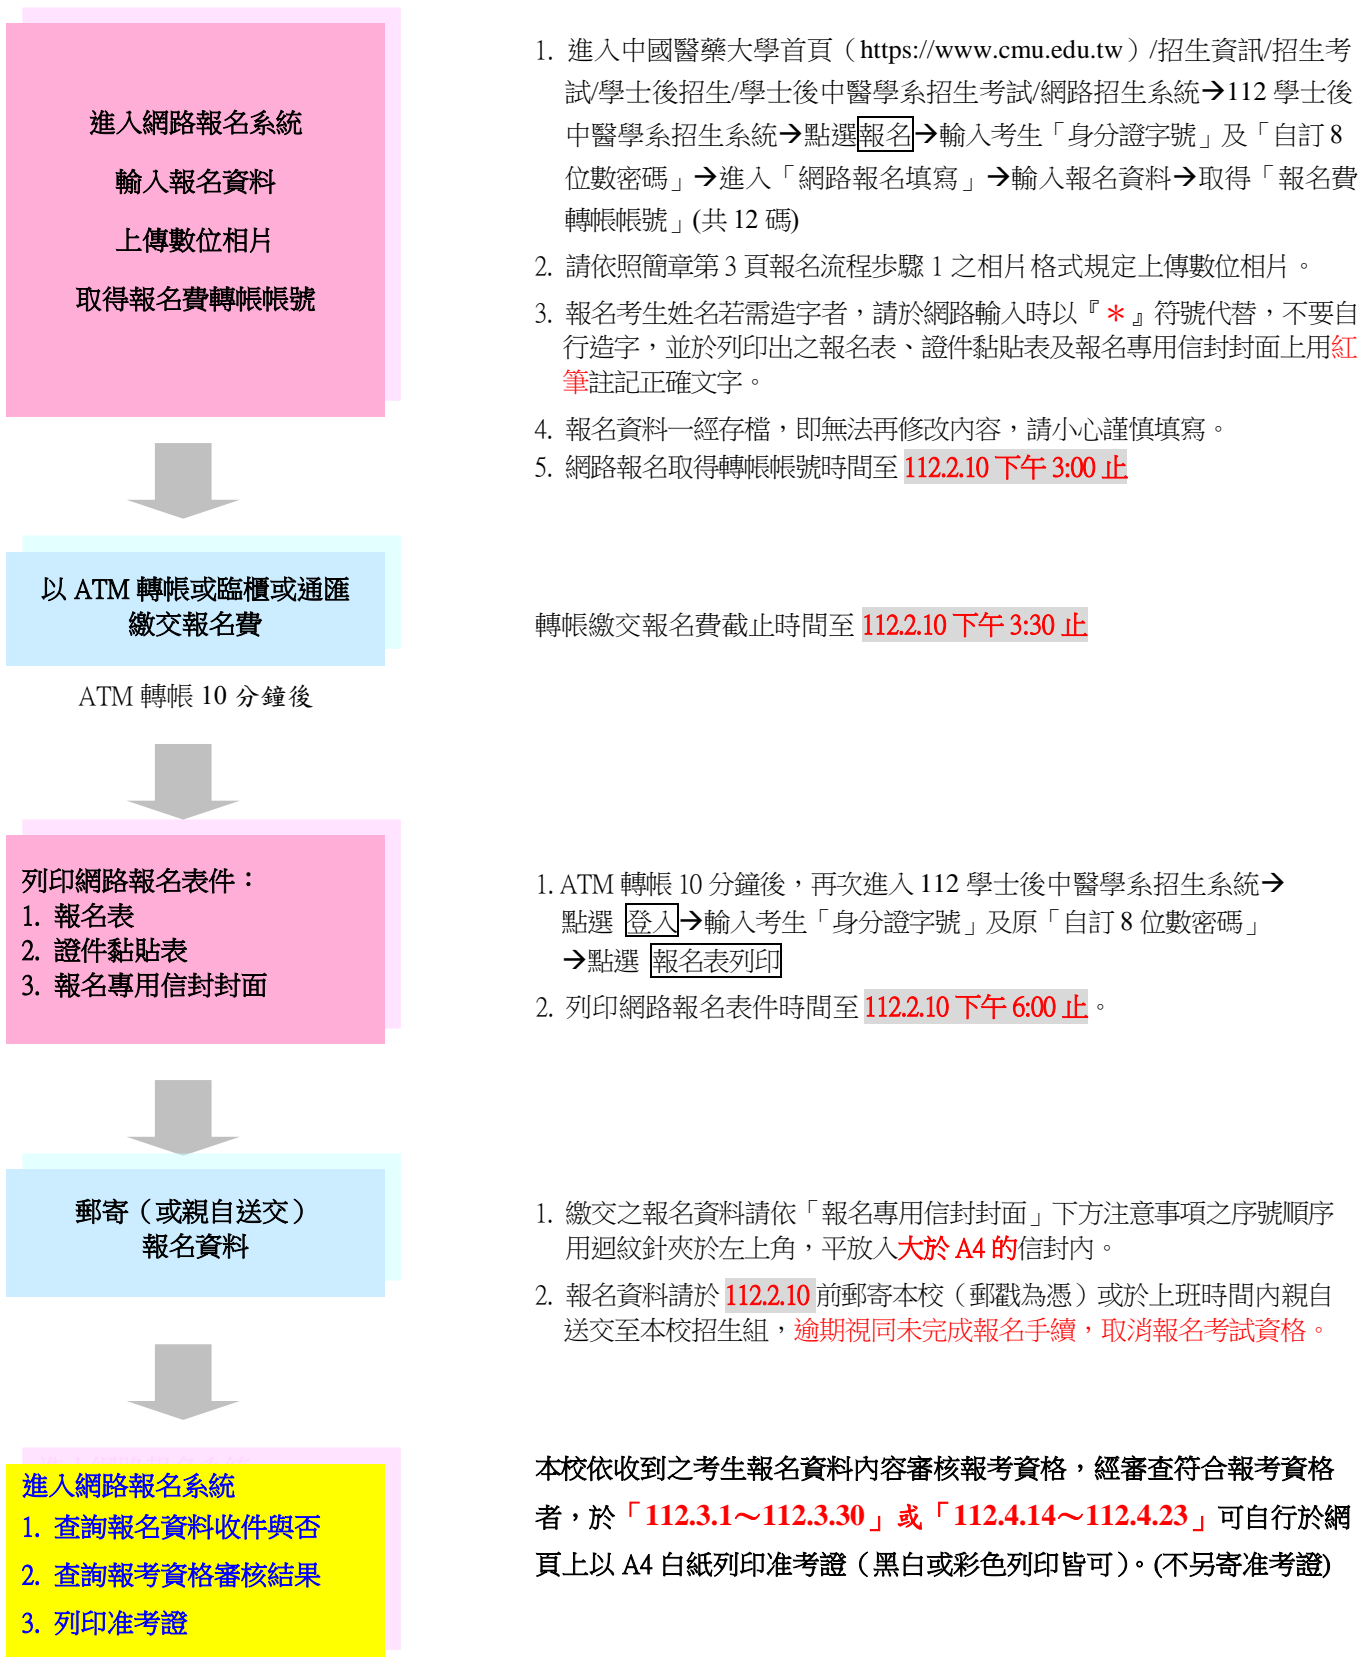 進入網路報名系統
輸入報名資料
上傳數位相片
取得報名費轉帳帳號
1. 進入中國醫藥大學首頁（https://www.cmu.edu.tw）/招生資訊/招生考
試/學士後招生/學士後中醫學系招生考試/網路招生系統→112 學士後
中醫學系招生系統→點選報名→輸入考生「身分證字號」及「自訂 8
位數密碼」→進入「網路報名填寫」→輸入報名資料→取得「報名費
轉帳帳號」(共 12 碼)
2. 請依照簡章第 3 頁報名流程步驟 1 之相片格式規定上傳數位相片。
3. 報名考生姓名若需造字者，請於網路輸入時以『＊』符號代替，不要自
行造字，並於列印出之報名表、證件黏貼表及報名專用信封封面上用紅
筆註記正確文字。
4. 報名資料一經存檔，即無法再修改內容，請小心謹慎填寫。
5. 網路報名取得轉帳帳號時間至 112.2.10 下午 3:00 止
以 ATM 轉帳或臨櫃或通匯
繳交報名費
轉帳繳交報名費截止時間至 112.2.10 下午 3:30 止
ATM 轉帳 10 分鐘後
列印網路報名表件：
1. 報名表
2. 證件黏貼表
3. 報名專用信封封面
1. ATM 轉帳 10 分鐘後，再次進入 112 學士後中醫學系招生系統→
點選 登入→輸入考生「身分證字號」及原「自訂 8 位數密碼」
→點選 報名表列印
2. 列印網路報名表件時間至 112.2.10 下午 6:00 止。
郵寄（或親自送交）
報名資料
1. 繳交之報名資料請依「報名專用信封封面」下方注意事項之序號順序
用迴紋針夾於左上角，平放入大於 A4 的信封內。
2. 報名資料請於 112.2.10 前郵寄本校（郵戳為憑）或於上班時間內親自
送交至本校招生組，逾期視同未完成報名手續，取消報名考試資格。
進入網路報名系統
1. 查詢報名資料收件與否
2. 查詢報考資格審核結果
3. 列印准考證
本校依收到之考生報名資料內容審核報考資格，經審查符合報考資格
者，於「112.3.1～112.3.30」或「112.4.14～112.4.23」可自行於網
頁上以 A4 白紙列印准考證（黑白或彩色列印皆可）。(不另寄准考證)